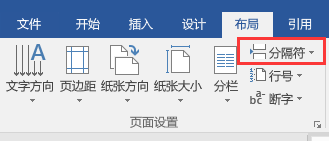 文件 开始 插入 设计 布局 引用
文字方向 页边距 纸张方向 纸张大小 分栏
分隔符
行号
断字
页面设置